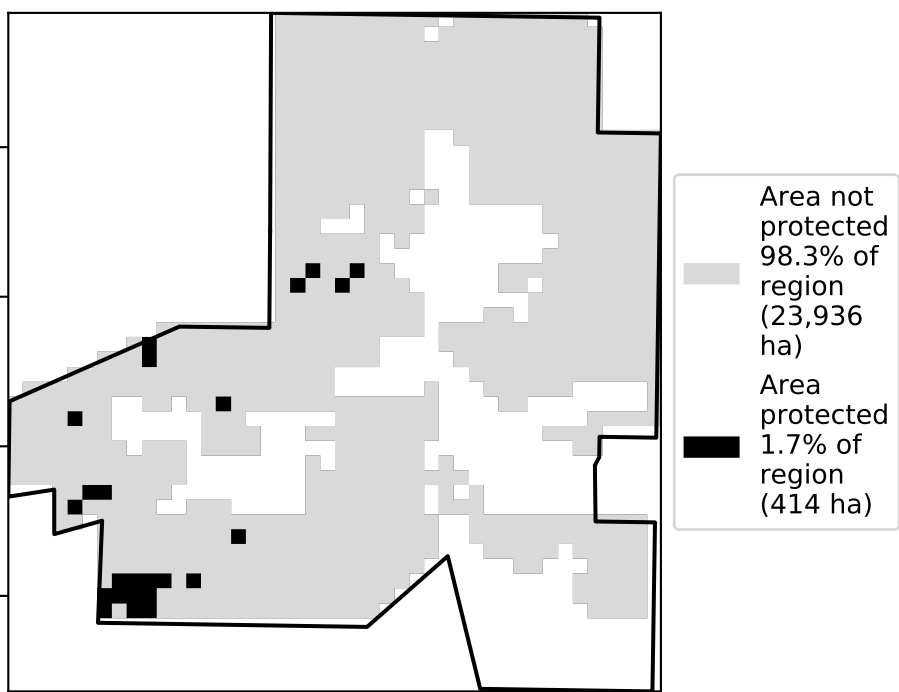 Area not
protected
98.3% of
region
(23,936
ha)
Area
protected
1.7% of
region
(414 ha)